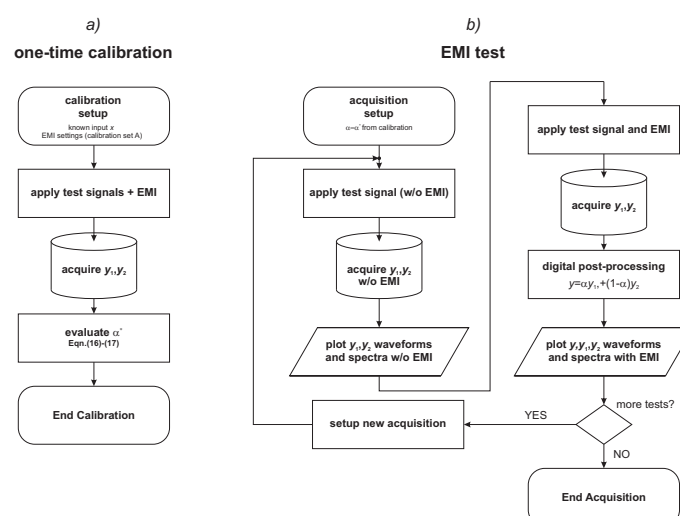 a)
one-time calibration
calibration
setup
known input x
EMI settings (calibration set A)
apply test signals + EMI
acquire y₁,y₂
evaluate α*
Eqn.(16)-(17)
End Calibration
b)
EMI test
acquisition
setup
α=α* from calibration
apply test signal (w/o EMI)
acquire y₁,y₂
w/o EMI
plot y₁,y₂ waveforms
and spectra w/o EMI
setup new acquisition
apply test signal and EMI
acquire y₁,y₂
digital post-processing
y=αy₁,+(1-α)y₂
plot y,y₁,y₂ waveforms
and spectra with EMI
more tests?
YES
NO
End Acquisition